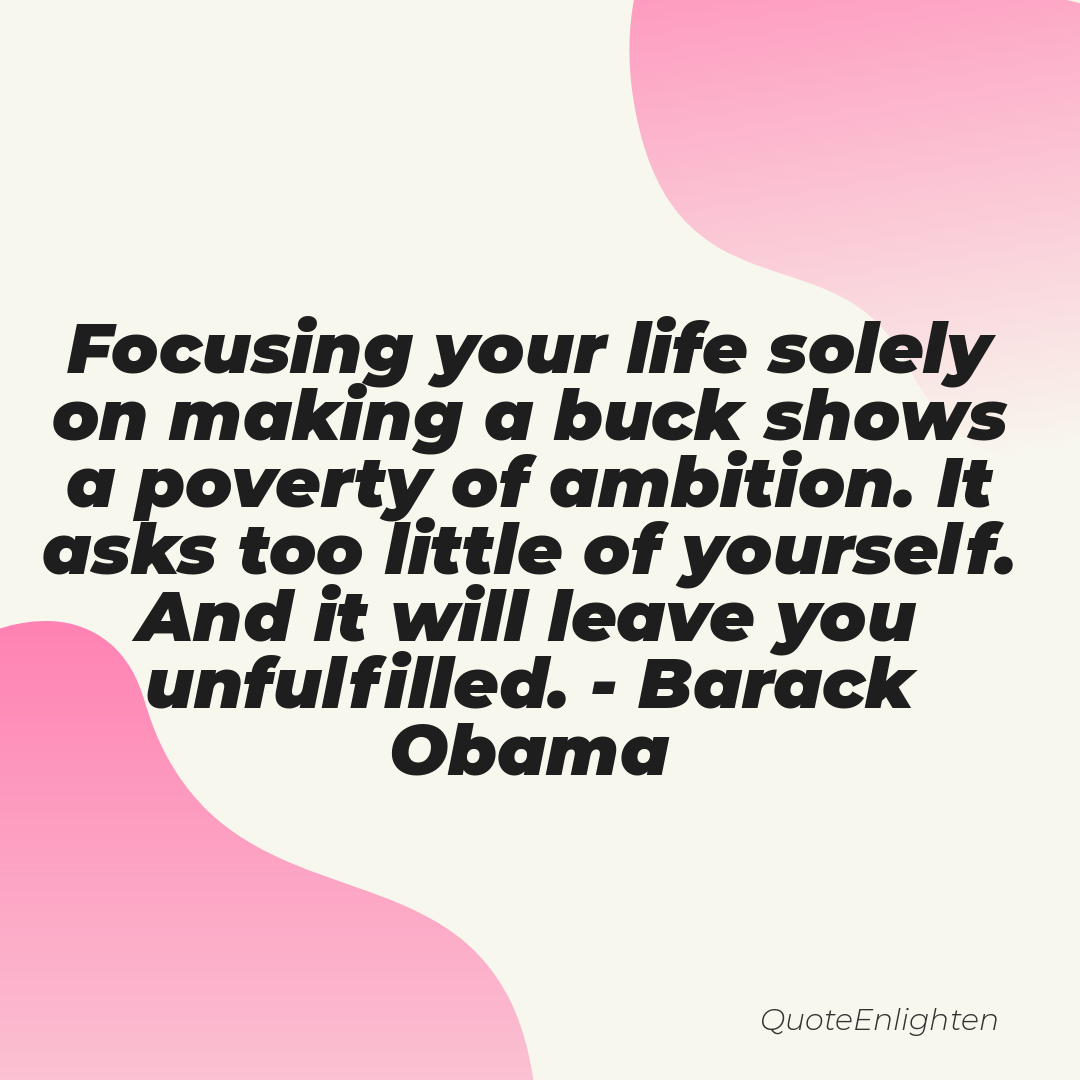 Focusing your life solely
on making a buck shows
a poverty of ambition. It
asks too little of yourself.
And it will leave you
unfulfilled. - Barack
Obama
QuoteEnlighten